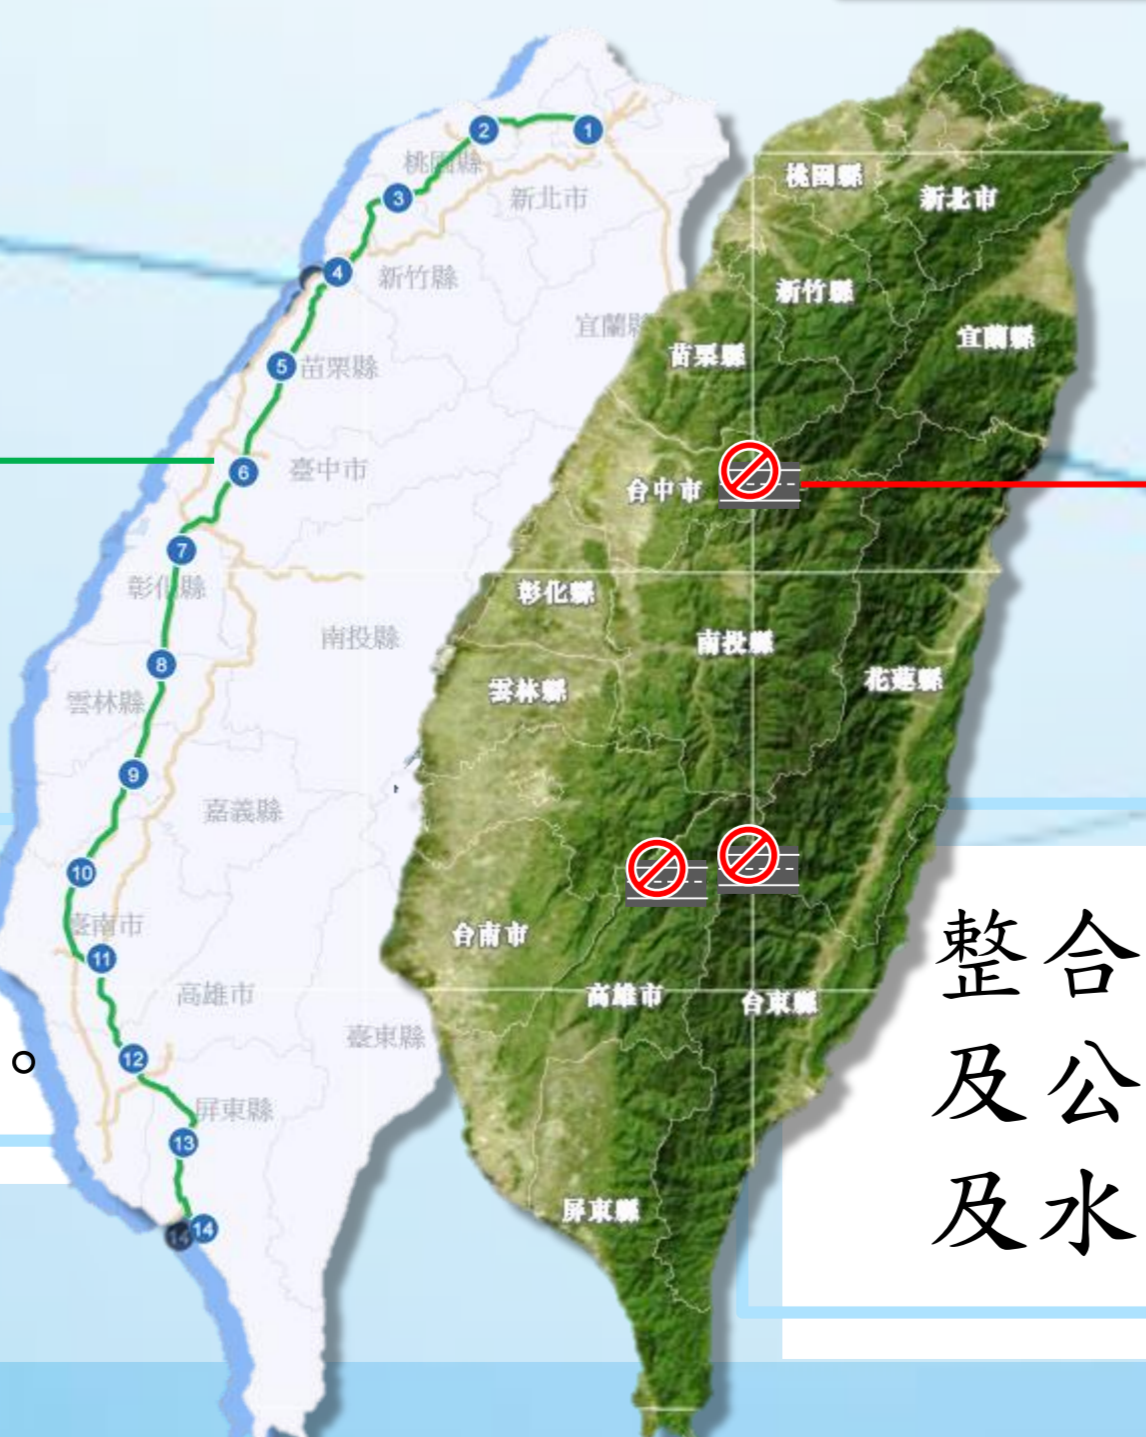 1
2
桃園縣
3
新北市
4
新竹縣
宜蘭縣
5
苗栗縣
6
臺中市
7
彰化縣
南投縣
8
雲林縣
9
嘉義縣
10
臺南市
11
高雄市
臺東縣
12
屏東縣
13
14
14
。
桃園縣
新北市
新竹縣
宜蘭縣
苗栗縣
台中市
彰化縣
南投縣
花蓮縣
雲林縣
台南市
高雄市
台東縣
屏東縣
整合
及公
及水